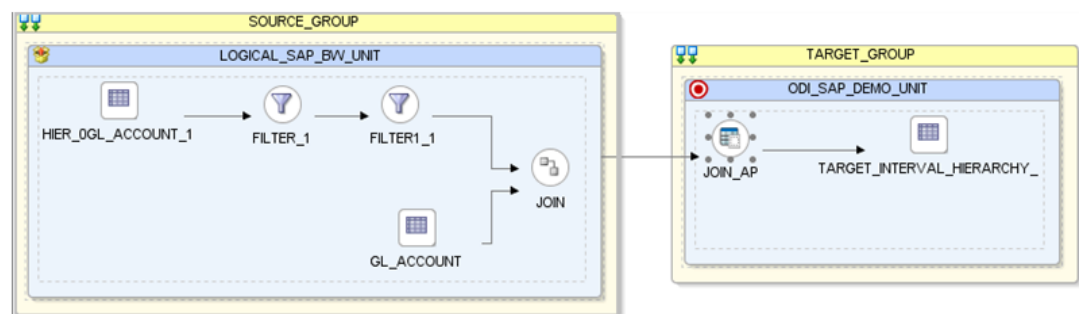 SOURCE_GROUP
LOGICAL_SAP_BW_UNIT
HIER_0GL_ACCOUNT_1
FILTER_1
FILTER1_1
JOIN
GL_ACCOUNT
TARGET_GROUP
ODI_SAP_DEMO_UNIT
JOIN_AP
TARGET_INTERVAL_HIERARCHY_